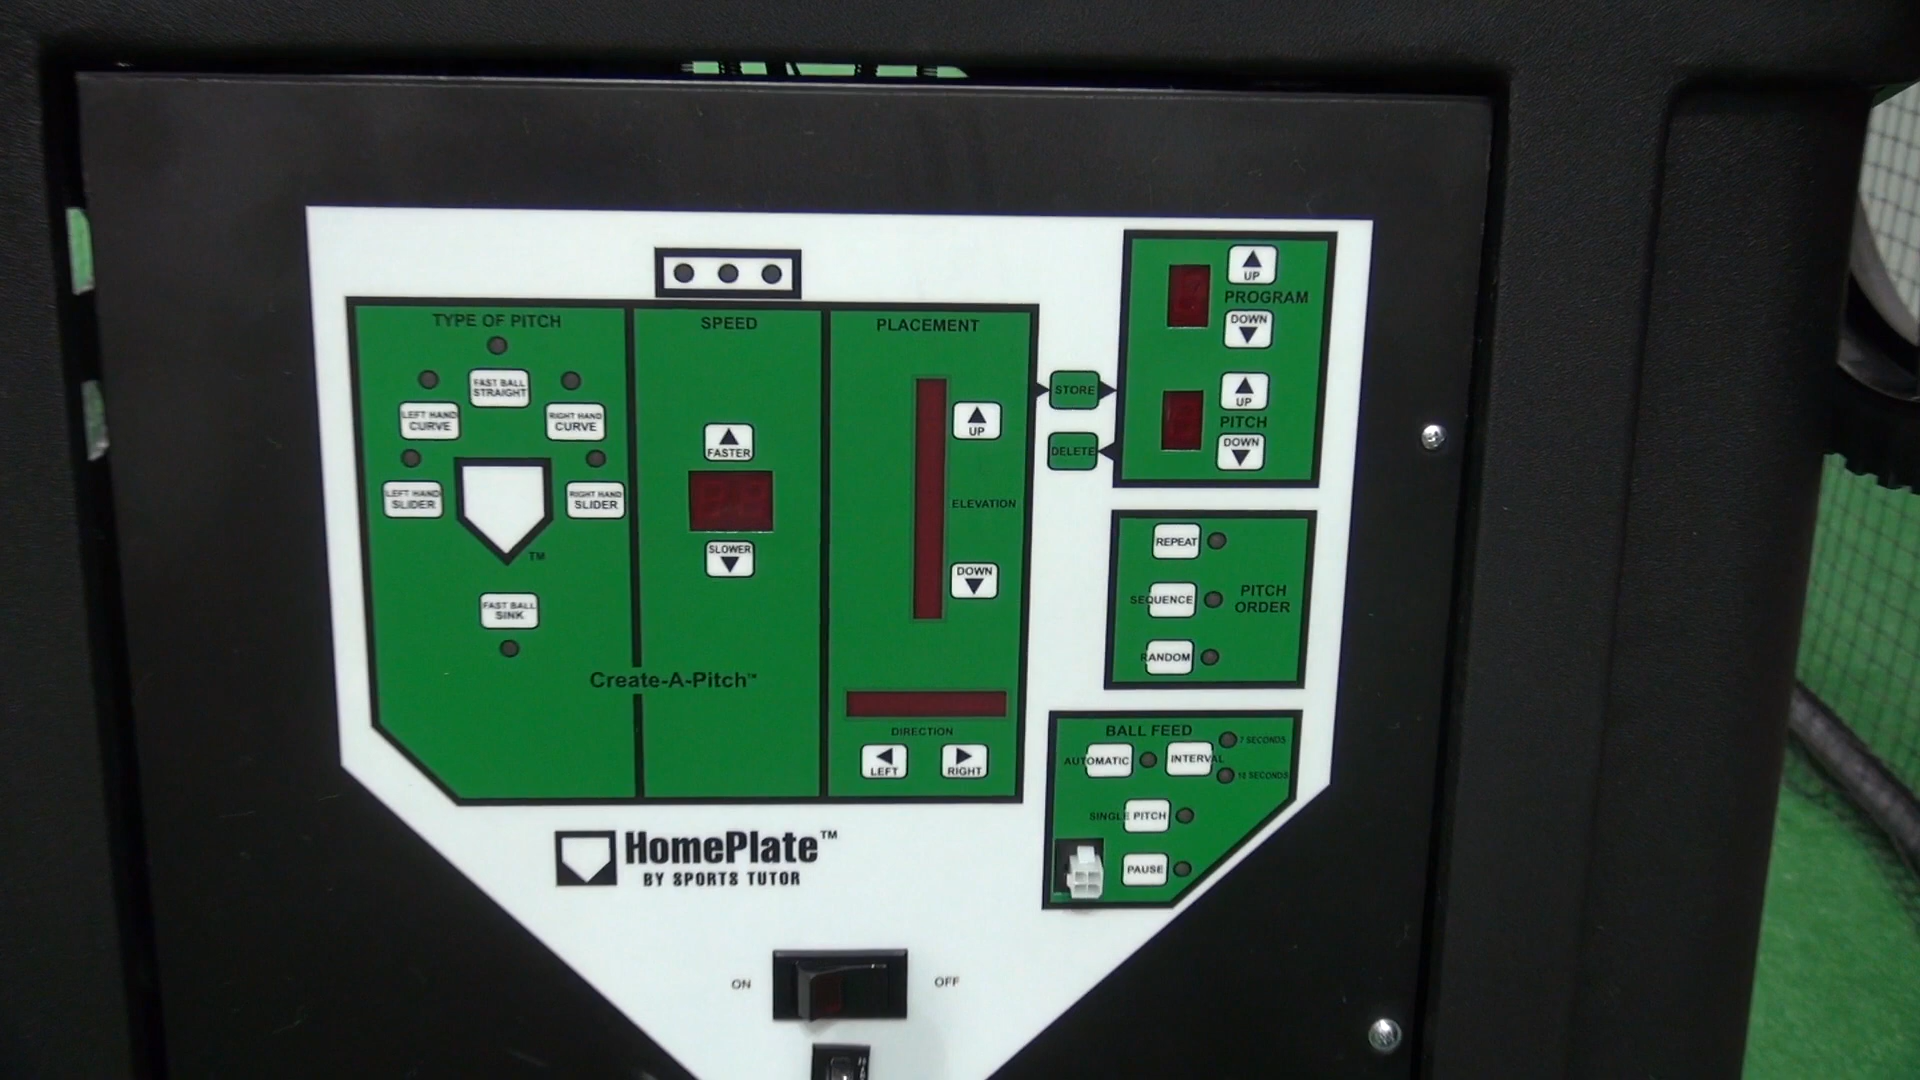 TYPE OF PITCH
FAST BALL
STRAIGHT
LEFT HAND
CURVE
RIGHT HAND
CURVE
LEFT HAND
SLIDER
RIGHT HAND
SLIDER
TM
FAST BALL
SINK
Create-A-Pitch™
SPEED
FASTER
SLOWER
PLACEMENT
UP
ELEVATION
DOWN
DIRECTION
LEFT
RIGHT
STORE
DELETE
UP
PROGRAM
DOWN
UP
PITCH
DOWN
REPEAT
SEQUENCE
RANDOM
PITCH
ORDER
BALL FEED
AUTOMATIC
INTERVAL
7 SECONDS
12 SECONDS
SINGLE PITCH
PAUSE
HomePlate™
BY SPORTS TUTOR
ON
OFF